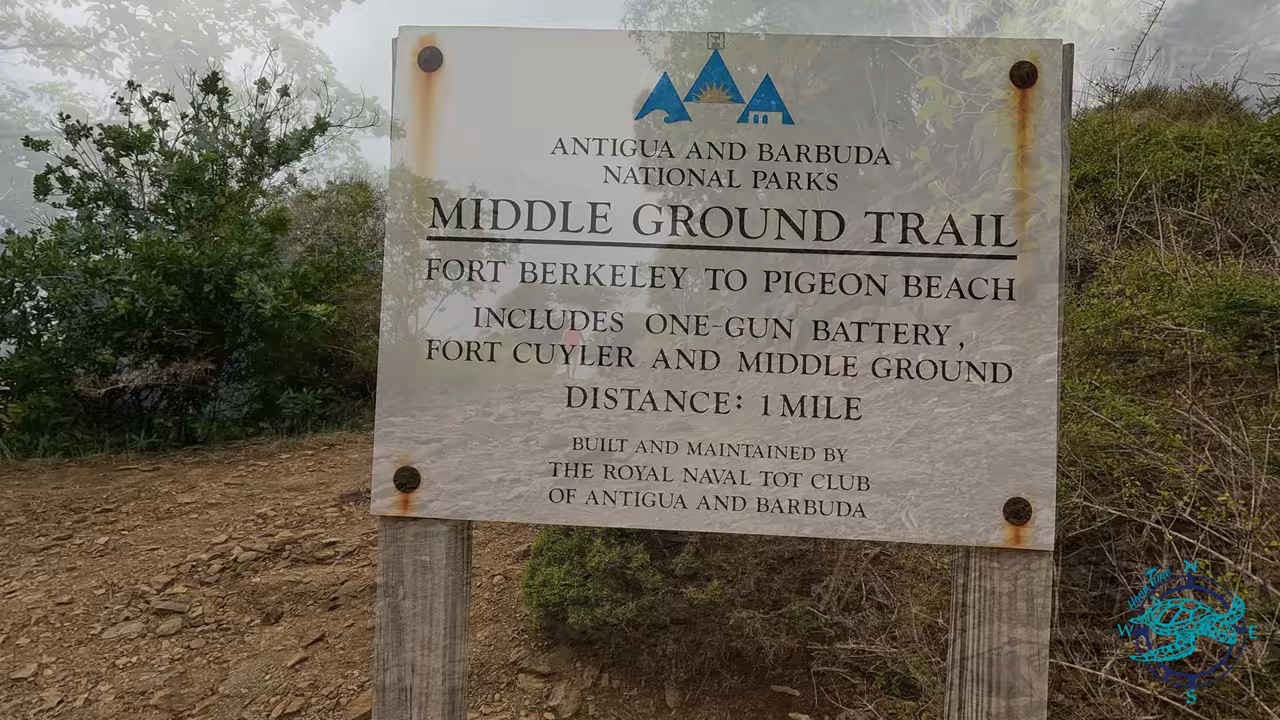 ANTIGUA AND BARBUDA
NATIONAL PARKS
MIDDLE GROUND TRAIL
FORT BERKELEY TO PIGEON BEACH
INCLUDES ONE-GUN BATTERY,
FORT CUYLER AND MIDDLE GROUND
DISTANCE: 1 MILE
BUILT AND MAINTAINED BY
THE ROYAL NAVAL TOT CLUB
OF ANTIGUA AND BARBUDA
N
W E
S